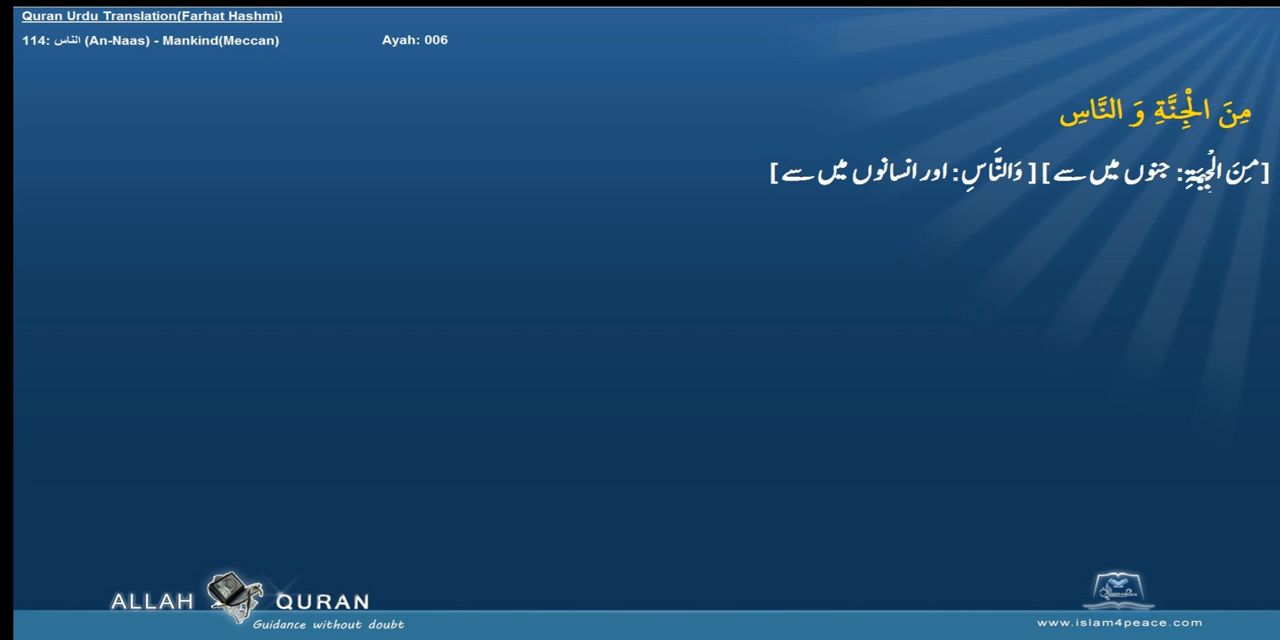 Quran Urdu Translation(Farhat Hashmi)
114: الناس (An-Naas) - Mankind(Meccan) Ayah: 006
مِنَ الْجِنَّةِ وَ النَّاسِ
[مِنَ الْجِنَّةِ: جنوں میں سے] [وَالنَّاسِ: اور انسانوں میں سے]
ALLAH QURAN
Guidance without doubt
www.islam4peace.com